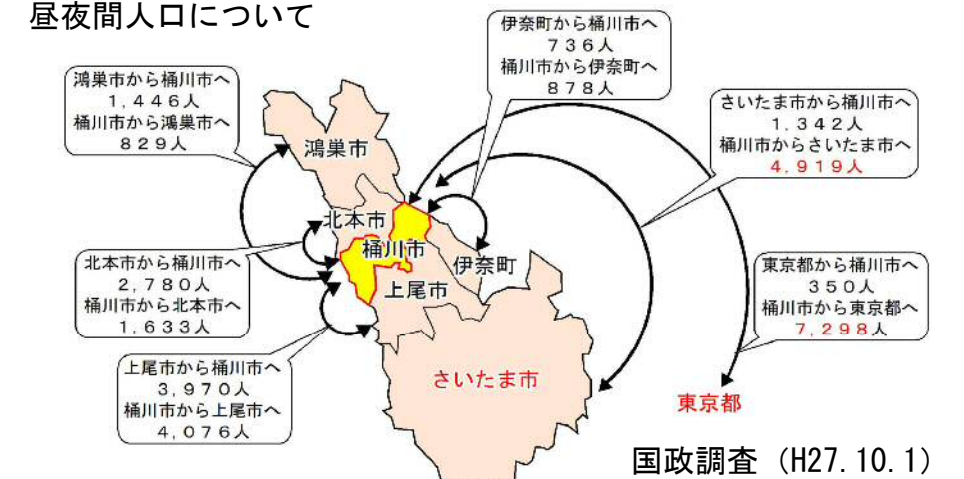 昼夜間人口について
伊奈町から桶川市へ
７３６人
桶川市から伊奈町へ
８７８人
鴻巣市から桶川市へ
１,４４６人
桶川市から鴻巣市へ
８２９人
さいたま市から桶川市へ
１,３４２人
桶川市からさいたま市へ
４,９１９人
鴻巣市
北本市
桶川市
伊奈町
上尾市
北本市から桶川市へ
２,７８０人
桶川市から北本市へ
１,６３３人
東京都から桶川市へ
３５０人
桶川市から東京都へ
７,２９８人
上尾市から桶川市へ
３,９７０人
桶川市から上尾市へ
４,０７６人
さいたま市
東京都
国政調査（H27.10.1）